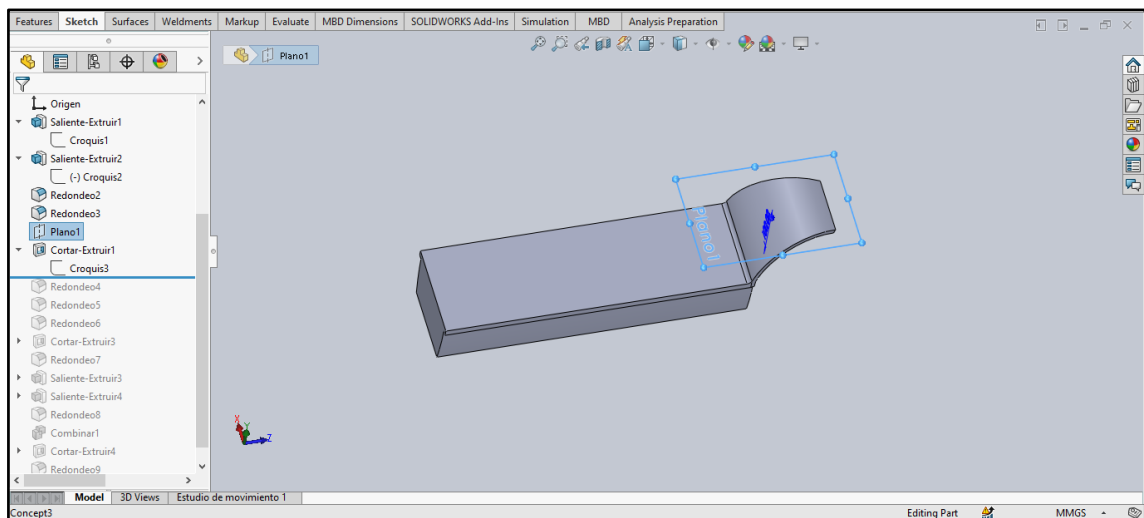 Features Sketch Surfaces Weldments Markup Evaluate MBD Dimensions SOLIDWORKS Add-Ins Simulation MBD Analysis Preparation
Plano1
Origen
Saliente-Extruir1
Croquis1
Saliente-Extruir2
(-) Croquis2
Redondeo2
Redondeo3
Plano1
Cortar-Extruir1
Croquis3
Redondeo4
Redondeo5
Redondeo6
Cortar-Extruir3
Redondeo7
Saliente-Extruir3
Saliente-Extruir4
Redondeo8
Combinar1
Cortar-Extruir4
Redondeo9
Plano1
X
Z
Model 3D Views Estudio de movimiento 1
Concept3 Editing Part MMGS